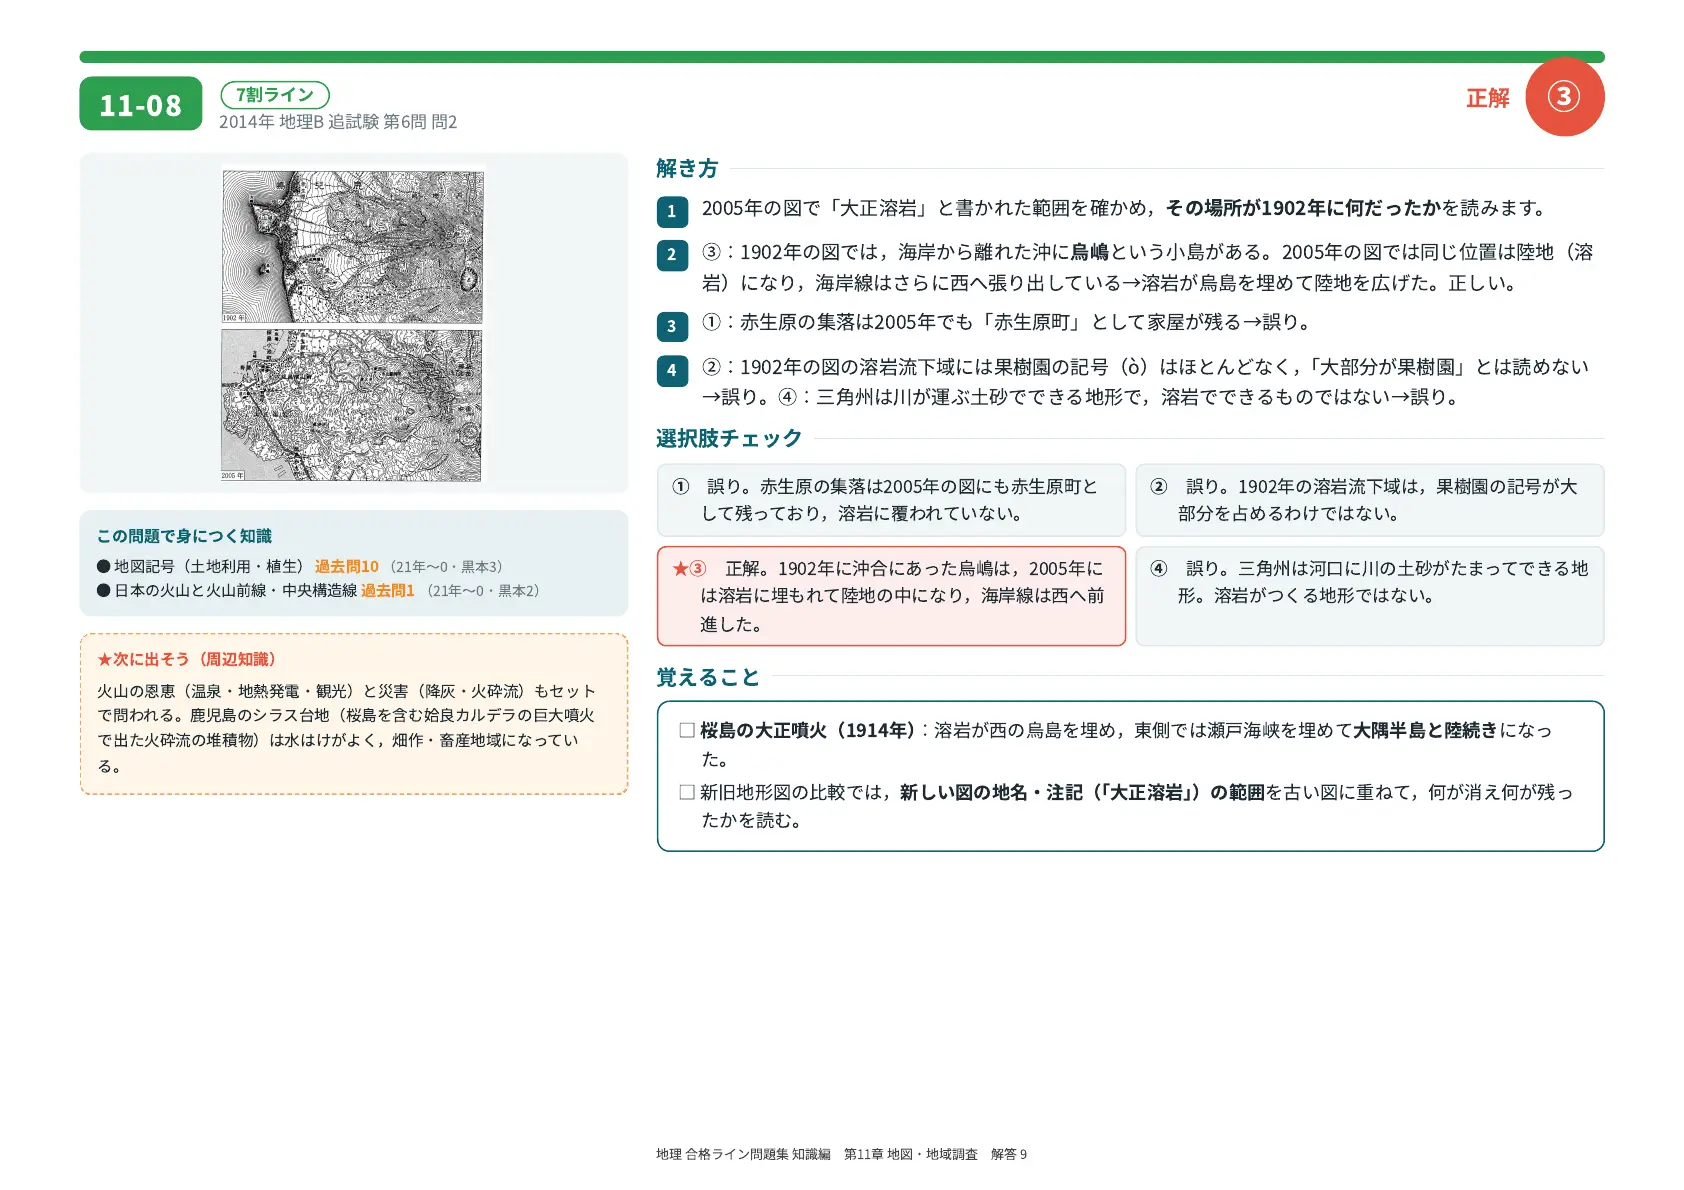 11-08
7割ライン
2014年 地理B 追試験 第6問 問2
正解
③
1902 年
2005 年
この問題で身につく知識
● 地図記号（土地利用・植生） 過去問10 （21年〜0・黒本3）
● 日本の火山と火山前線・中央構造線 過去問1 （21年〜0・黒本2）
★次に出そう（周辺知識）
火山の恩恵（温泉・地熱発電・観光）と災害（降灰・火砕流）もセット
で問われる。鹿児島のシラス台地（桜島を含む姶良カルデラの巨大噴火
で出た火砕流の堆積物）は水はけがよく，畑作・畜産地域になってい
る。
解き方
1 2005年の図で「大正溶岩」と書かれた範囲を確かめ，その場所が1902年に何だったかを読みます。
2 ③：1902年の図では，海岸から離れた沖に烏嶋という小島がある。2005年の図では同じ位置は陸地（溶
岩）になり，海岸線はさらに西へ張り出している→溶岩が烏島を埋めて陸地を広げた。正しい。
3 ①：赤生原の集落は2005年でも「赤生原町」として家屋が残る→誤り。
4 ②：1902年の図の溶岩流下域には果樹園の記号（ò）はほとんどなく，「大部分が果樹園」とは読めない
→誤り。④：三角州は川が運ぶ土砂でできる地形で，溶岩でできるものではない→誤り。
選択肢チェック
① 誤り。赤生原の集落は2005年の図にも赤生原町と
して残っており，溶岩に覆われていない。
② 誤り。1902年の溶岩流下域は，果樹園の記号が大
部分を占めるわけではない。
★③ 正解。1902年に沖合にあった烏嶋は，2005年に
は溶岩に埋もれて陸地の中になり，海岸線は西へ前
進した。
④ 誤り。三角州は河口に川の土砂がたまってできる地
形。溶岩がつくる地形ではない。
覚えること
□ 桜島の大正噴火（1914年）：溶岩が西の烏島を埋め，東側では瀬戸海峡を埋めて大隅半島と陸続きになっ
た。
□ 新旧地形図の比較では，新しい図の地名・注記（「大正溶岩」）の範囲を古い図に重ねて，何が消え何が残っ
たかを読む。
地理 合格ライン問題集 知識編　第11章 地図・地域調査　解答 9